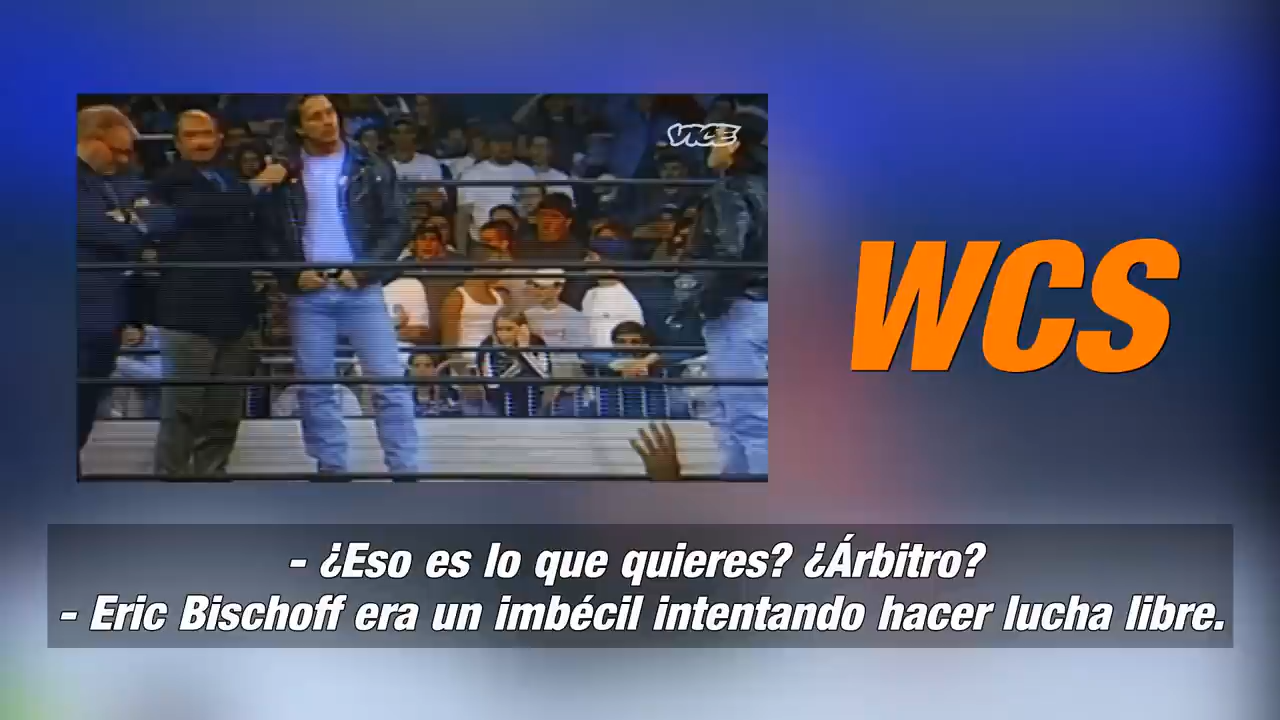 VICE
WCS
- ¿Eso es lo que quieres? ¿Árbitro?
- Eric Bischoff era un imbécil intentando hacer lucha libre.